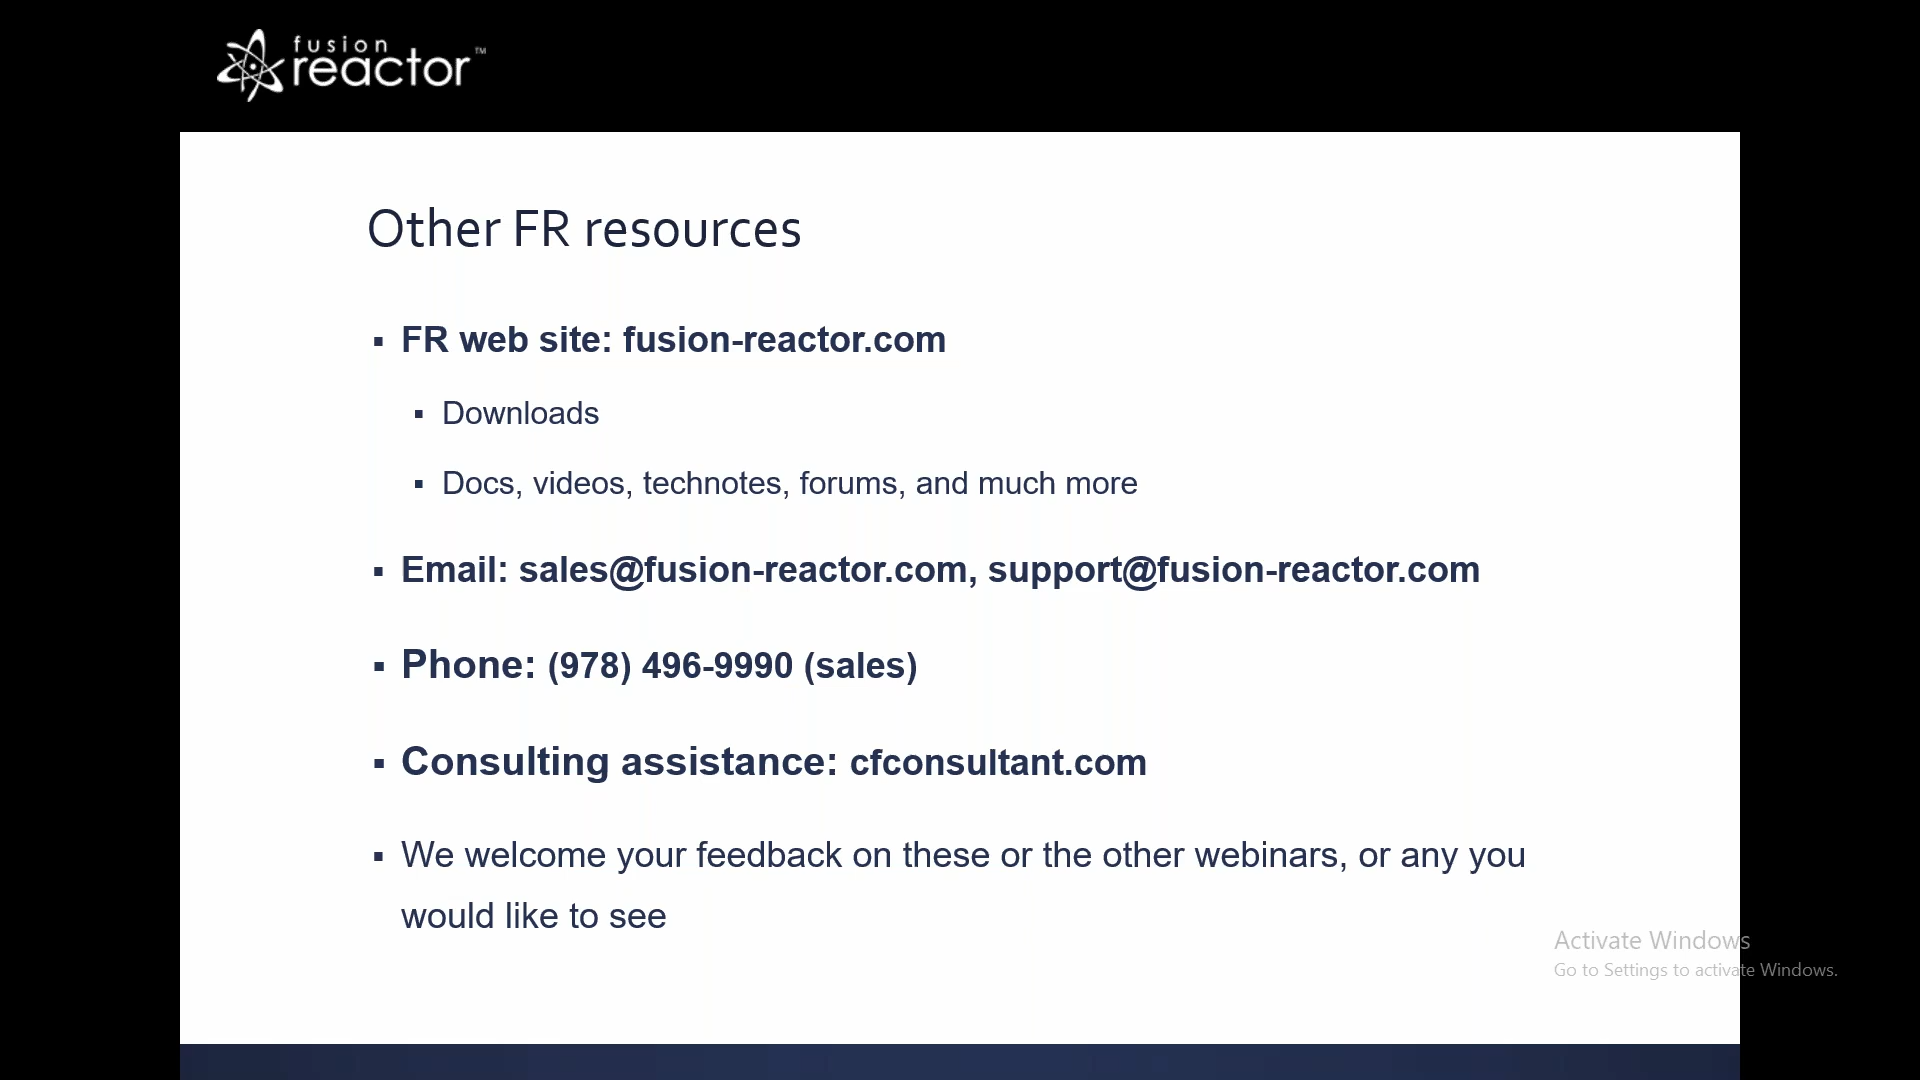 fusion
reactor™
Other FR resources
▪ FR web site: fusion-reactor.com
▪ Downloads
▪ Docs, videos, technotes, forums, and much more
▪ Email: sales@fusion-reactor.com, support@fusion-reactor.com
▪ Phone: (978) 496-9990 (sales)
▪ Consulting assistance: cfconsultant.com
▪ We welcome your feedback on these or the other webinars, or any you
would like to see
Activate Windows
Go to Settings to activate Windows.